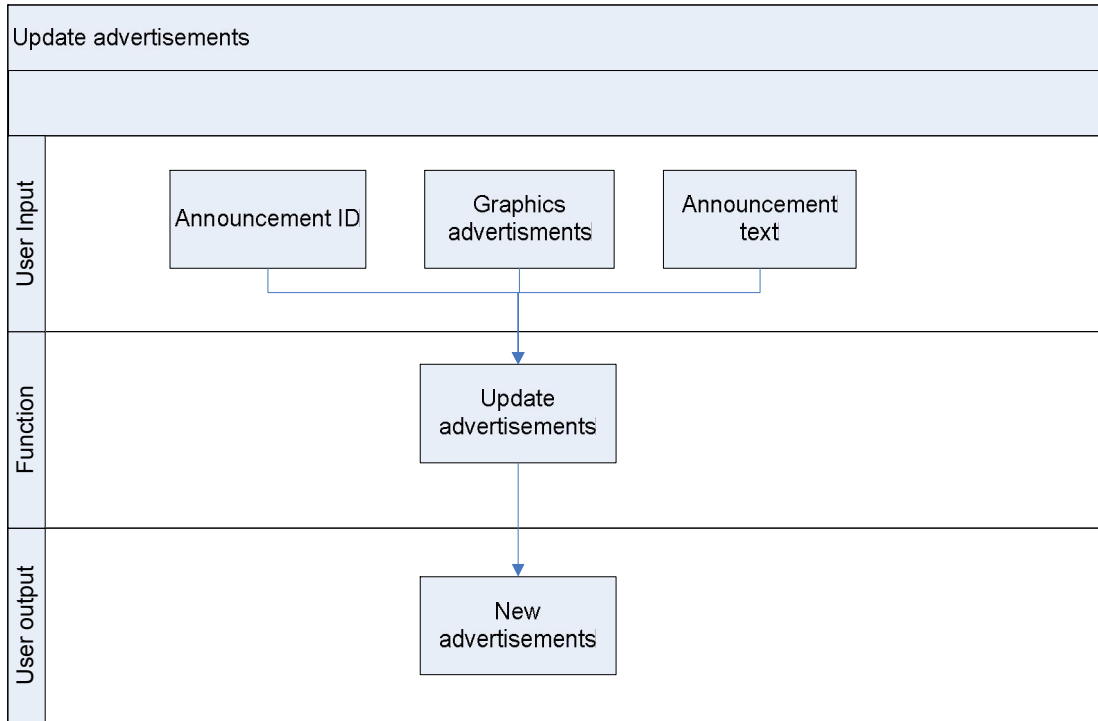 Update advertisements
User Input
Announcement ID
Graphics
advertisments
Announcement
text
Function
Update
advertisements
User output
New
advertisements